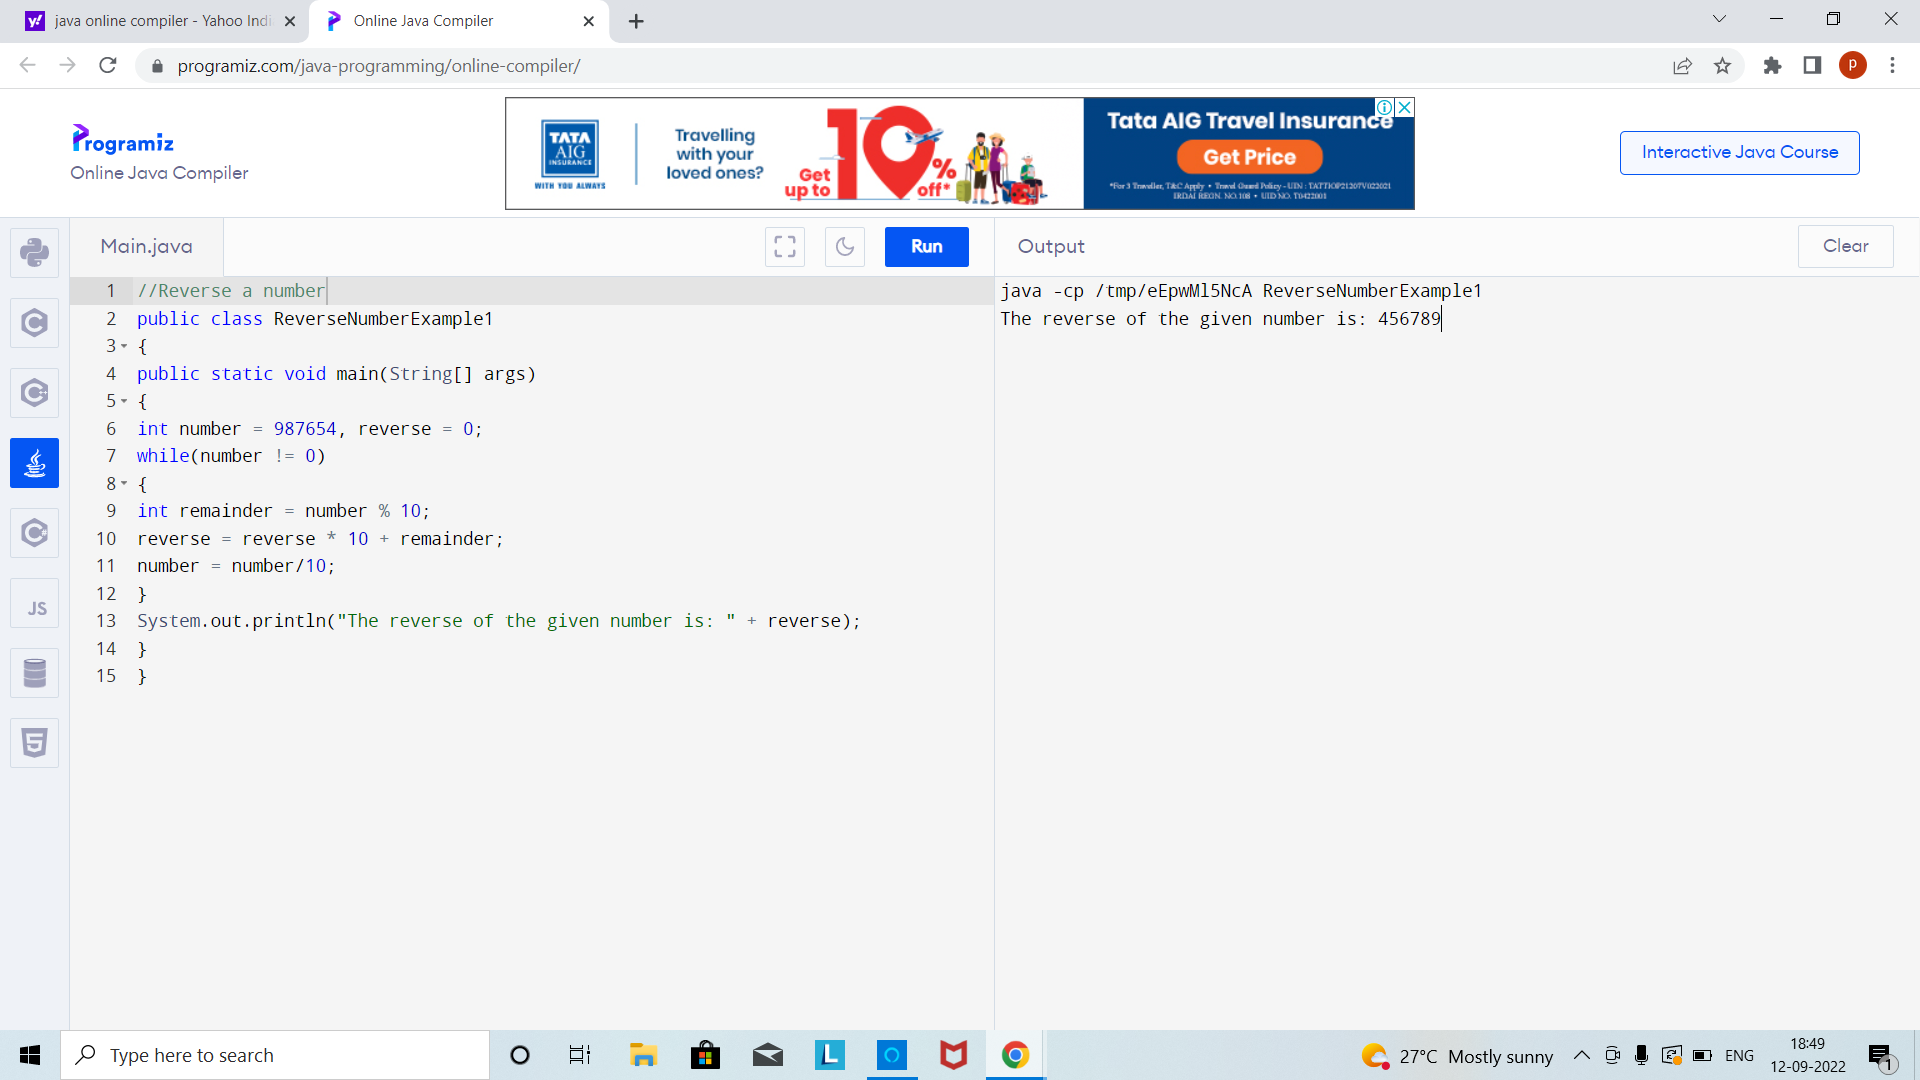 java online compiler - Yahoo Indi
Online Java Compiler
programiz.com/java-programming/online-compiler/
P
Programiz
Online Java Compiler
TATA
AIG
INSURANCE
WITH YOU ALWAYS
Travelling
with your
loved ones?
Get
up to
10%
off*
Tata AIG Travel Insurance
Get Price
*For 3 Traveller, T&C Apply • Travel Guard Policy - UIN : TATTIOP21207V022021
IRDAI REGN. NO. 108 • UID NO. T0422001
Interactive Java Course
Main.java
Run
Output
Clear
1 //Reverse a number
2 public class ReverseNumberExample1
3 {
4 public static void main(String[] args)
5 {
6 int number = 987654, reverse = 0;
7 while(number != 0)
8 {
9 int remainder = number % 10;
10 reverse = reverse * 10 + remainder;
11 number = number/10;
12 }
13 System.out.println("The reverse of the given number is: " + reverse);
14 }
15 }
java -cp /tmp/eEpwMl5NcA ReverseNumberExample1
The reverse of the given number is: 456789
JS
Type here to search
L
27°C Mostly sunny
ENG
18:49
12-09-2022
1